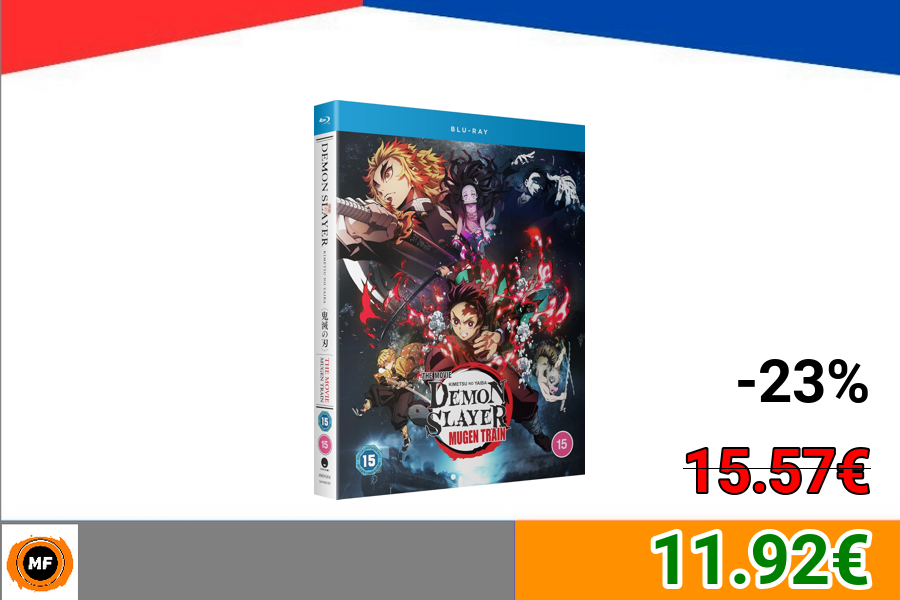 BLU-RAY
DEMON SLAYER
KIMETSU NO YAIBA
鬼滅の刃
THE MOVIE
MUGEN TRAIN
15
15
THE MOVIE
KIMETSU NO YAIBA
DEMON
SLAYER
MUGEN TRAIN
15
15
-23%
15.57€
MF
11.92€